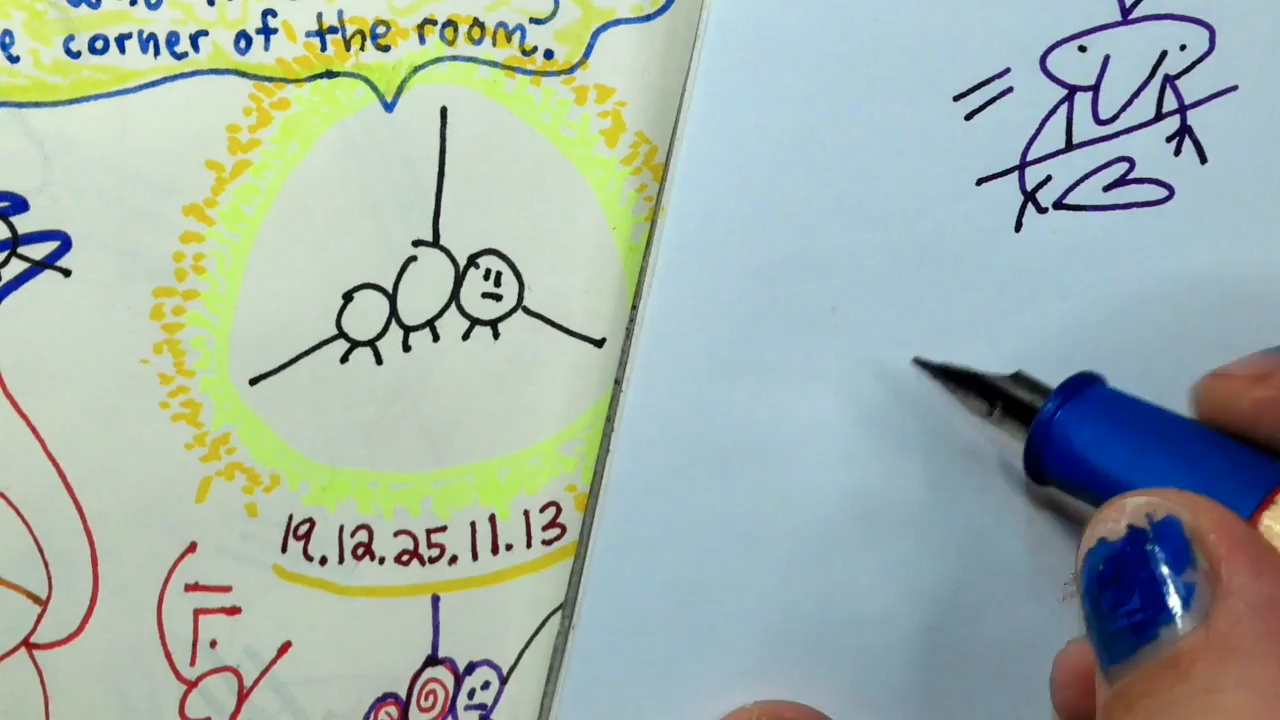 e corner of the room.
19.12.25.11.13